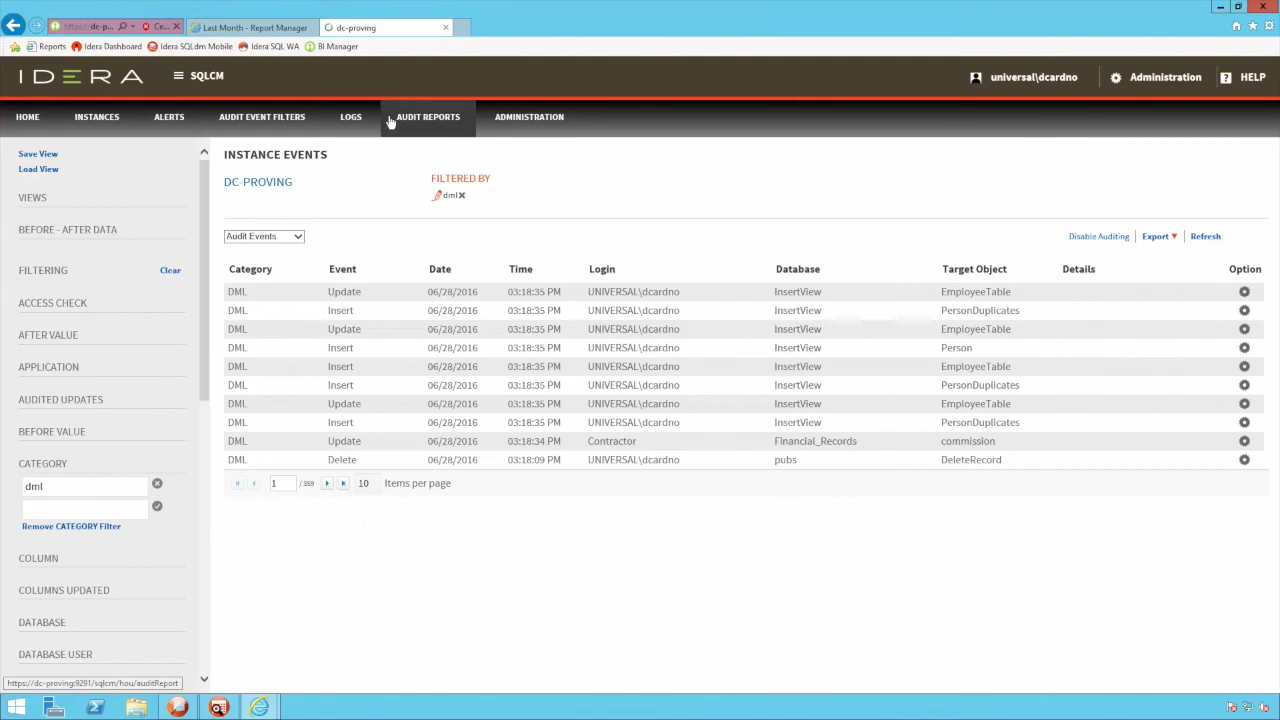 https://dc-p... Ce...
Last Month - Report Manager
dc-proving
Reports
Idera Dashboard
Idera SQLdm Mobile
Idera SQL WA
BI Manager
IDERA
SQLCM
universal\dcardno
Administration
HELP
HOME
INSTANCES
ALERTS
AUDIT EVENT FILTERS
LOGS
AUDIT REPORTS
ADMINISTRATION
Save View
Load View
VIEWS
BEFORE - AFTER DATA
FILTERING Clear
ACCESS CHECK
AFTER VALUE
APPLICATION
AUDITED UPDATES
BEFORE VALUE
CATEGORY
dml
Remove CATEGORY Filter
COLUMN
COLUMNS UPDATED
DATABASE
DATABASE USER
INSTANCE EVENTS
DC-PROVING
FILTERED BY
dml
Audit Events
Disable Auditing
Export
Refresh
Category Event Date Time Login Database Target Object Details Option
DML Update 06/28/2016 03:18:35 PM UNIVERSAL\dcardno InsertView EmployeeTable
DML Insert 06/28/2016 03:18:35 PM UNIVERSAL\dcardno InsertView PersonDuplicates
DML Update 06/28/2016 03:18:35 PM UNIVERSAL\dcardno InsertView EmployeeTable
DML Insert 06/28/2016 03:18:35 PM UNIVERSAL\dcardno InsertView Person
DML Insert 06/28/2016 03:18:35 PM UNIVERSAL\dcardno InsertView EmployeeTable
DML Insert 06/28/2016 03:18:35 PM UNIVERSAL\dcardno InsertView PersonDuplicates
DML Update 06/28/2016 03:18:35 PM UNIVERSAL\dcardno InsertView EmployeeTable
DML Insert 06/28/2016 03:18:35 PM UNIVERSAL\dcardno InsertView PersonDuplicates
DML Update 06/28/2016 03:18:34 PM Contractor Financial_Records commission
DML Delete 06/28/2016 03:18:09 PM UNIVERSAL\dcardno pubs DeleteRecord
1 / 359 10 Items per page
https://dc-proving:9291/sqlcm/hou/auditReport